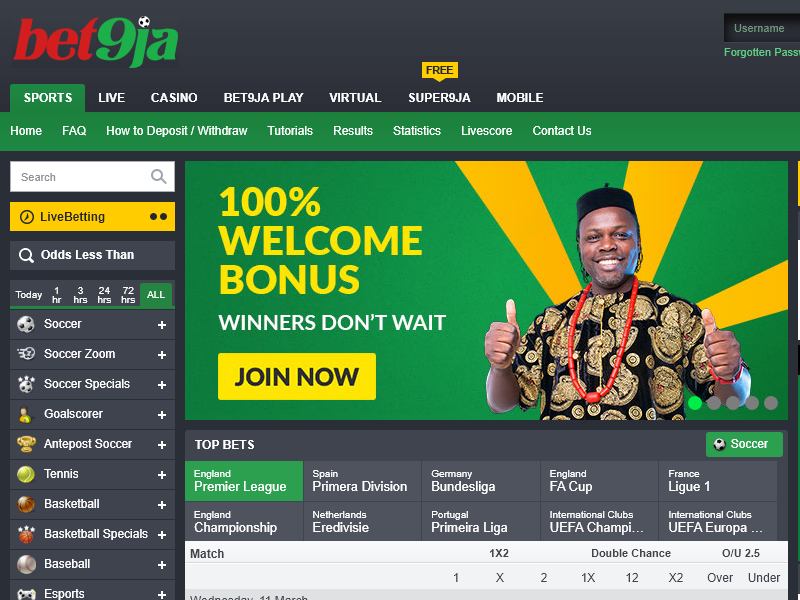 bet9ja
Username
Forgotten Passw
FREE
SPORTS LIVE CASINO BET9JA PLAY VIRTUAL SUPER9JA MOBILE
Home FAQ How to Deposit / Withdraw Tutorials Results Statistics Livescore Contact Us
Search
LiveBetting
Odds Less Than
Today 1 hr 3 hrs 24 hrs 72 hrs ALL
Soccer +
Soccer Zoom +
Soccer Specials +
Goalscorer +
Antepost Soccer +
Tennis +
Basketball +
Basketball Specials +
Baseball +
Esports +
100%
WELCOME
BONUS
WINNERS DON'T WAIT
JOIN NOW
TOP BETS Soccer
England Spain Germany England France
Premier League Primera Division Bundesliga FA Cup Ligue 1
England Netherlands Portugal International Clubs International Clubs
Championship Eredivisie Primeira Liga UEFA Champi... UEFA Europa ...
Match 1X2 Double Chance O/U 2.5
1 X 2 1X 12 X2 Over Under
Wednesday, 11 March